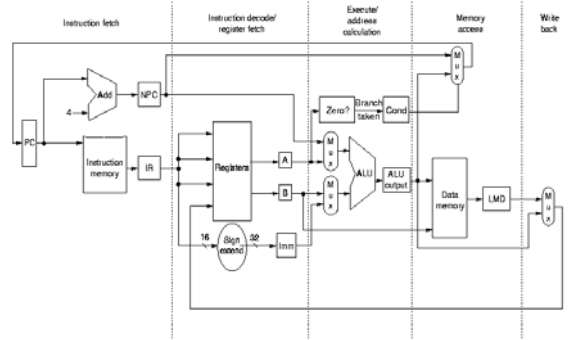 Instruction fetch
Instruction decode/
register fetch
Execute/
address
calculation
Memory
access
Write
back
M
u
x
Add
NPC
4
Zero?
Branch
taken
Cond
PC
Instruction
memory
IR
Registers
A
B
M
u
x
M
u
x
ALU
ALU
output
Data
memory
LMD
M
u
x
16
Sign
extend
32
Imm